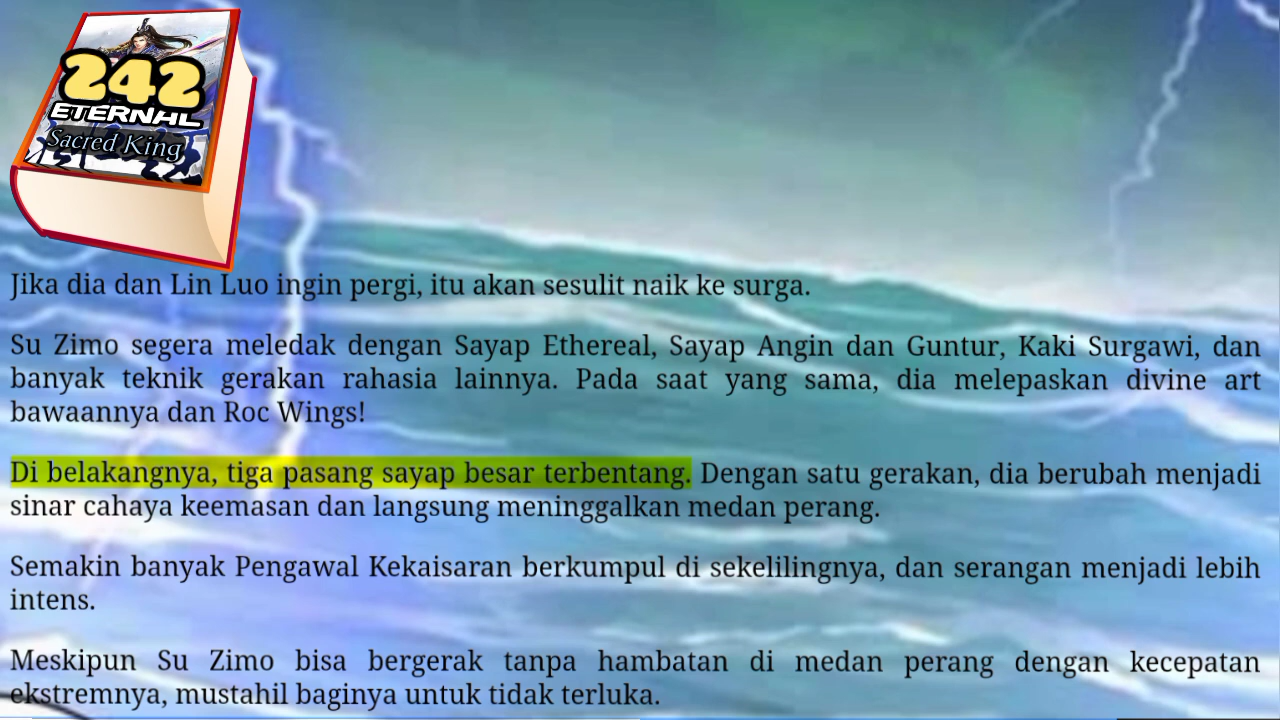 242
ETERNAL
Sacred King
Jika dia dan Lin Luo ingin pergi, itu akan sesulit naik ke surga.
Su Zimo segera meledak dengan Sayap Ethereal, Sayap Angin dan Guntur, Kaki Surgawi, dan
banyak teknik gerakan rahasia lainnya. Pada saat yang sama, dia melepaskan divine art
bawaannya dan Roc Wings!
Di belakangnya, tiga pasang sayap besar terbentang. Dengan satu gerakan, dia berubah menjadi
sinar cahaya keemasan dan langsung meninggalkan medan perang.
Semakin banyak Pengawal Kekaisaran berkumpul di sekelilingnya, dan serangan menjadi lebih
intens.
Meskipun Su Zimo bisa bergerak tanpa hambatan di medan perang dengan kecepatan
ekstremnya, mustahil baginya untuk tidak terluka.